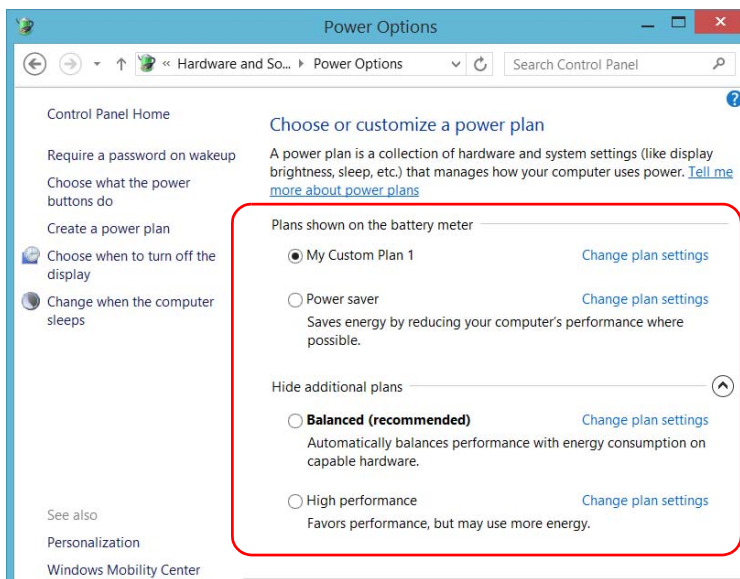 Power Options
« Hardware and So... Power Options
Search Control Panel
Control Panel Home
Require a password on wakeup
Choose what the power
buttons do
Create a power plan
Choose when to turn off the
display
Change when the computer
sleeps
See also
Personalization
Windows Mobility Center
Choose or customize a power plan
A power plan is a collection of hardware and system settings (like display
brightness, sleep, etc.) that manages how your computer uses power. Tell me
more about power plans
Plans shown on the battery meter
My Custom Plan 1 Change plan settings
Power saver Change plan settings
Saves energy by reducing your computer's performance where
possible.
Hide additional plans
Balanced (recommended) Change plan settings
Automatically balances performance with energy consumption on
capable hardware.
High performance Change plan settings
Favors performance, but may use more energy.